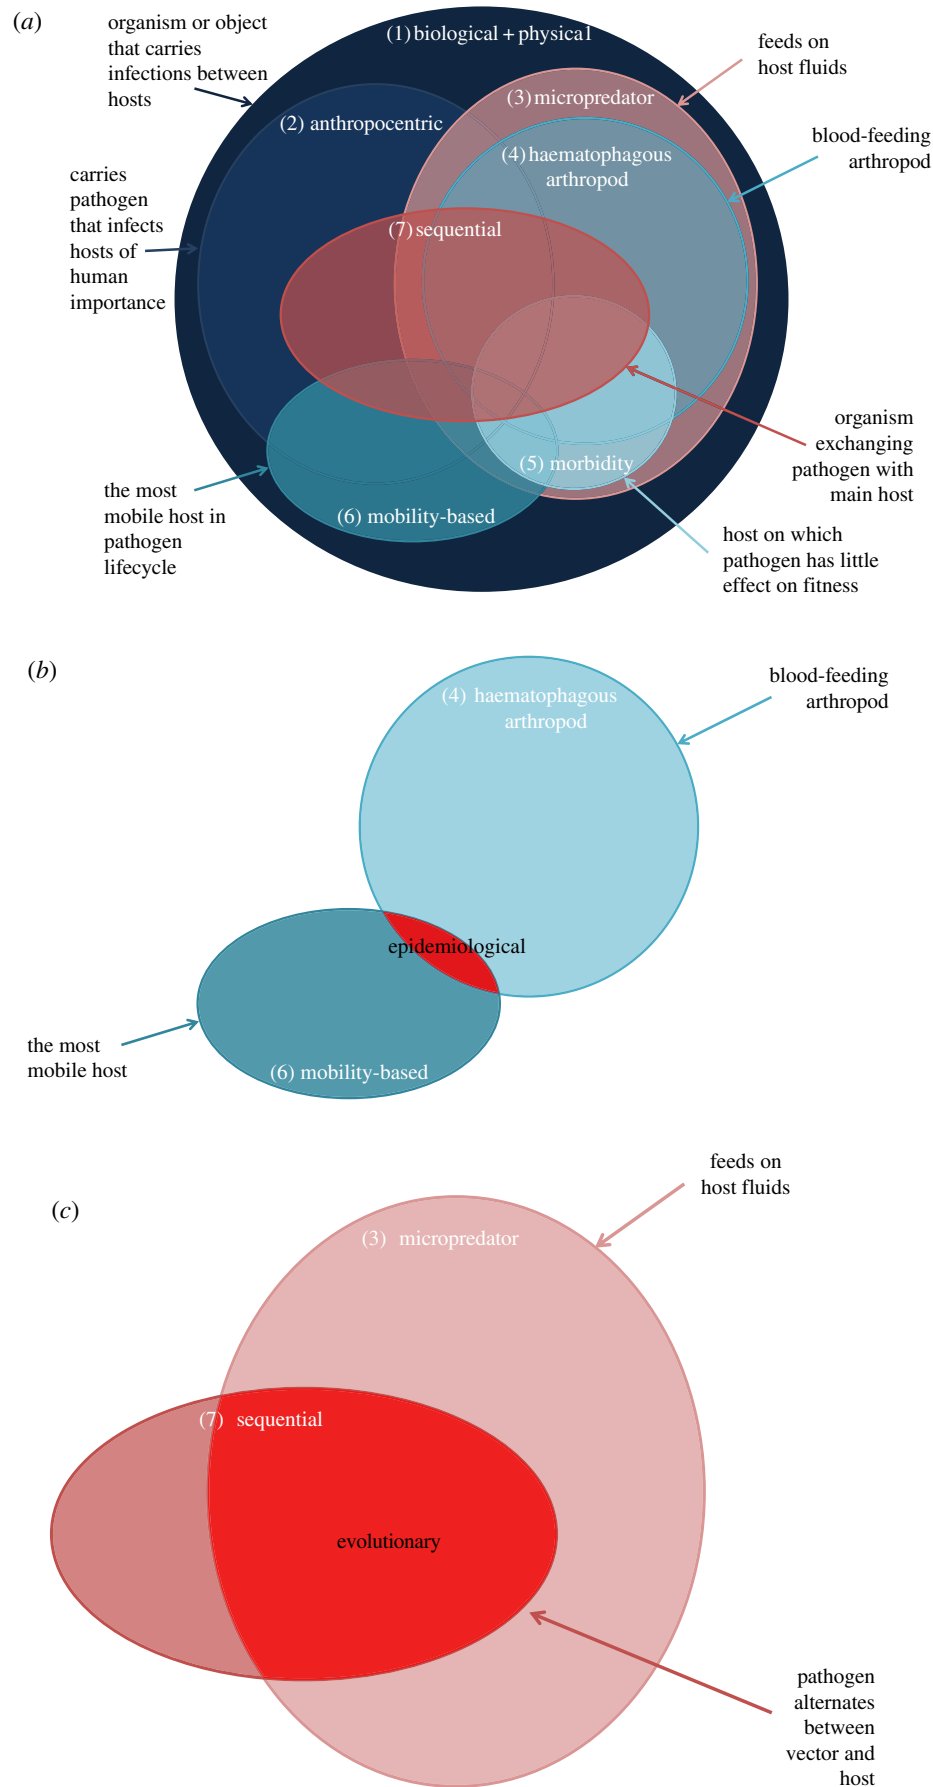 (a)
organism or object
that carries
infections between
hosts
(1) biological + physical
feeds on
host fluids
(2) anthropocentric
(3) micropredator
(4) haematophagous
arthropod
blood-feeding
arthropod
carries
pathogen
that infects
hosts of
human
importance
(7) sequential
organism
exchanging
pathogen with
main host
(5) morbidity
the most
mobile host in
pathogen
lifecycle
(6) mobility-based
host on which
pathogen has little
effect on fitness
(b)
(4) haematophagous
arthropod
blood-feeding
arthropod
epidemiological
the most
mobile host
(6) mobility-based
(c)
feeds on
host fluids
(3) micropredator
(7) sequential
evolutionary
pathogen
alternates
between
vector and
host